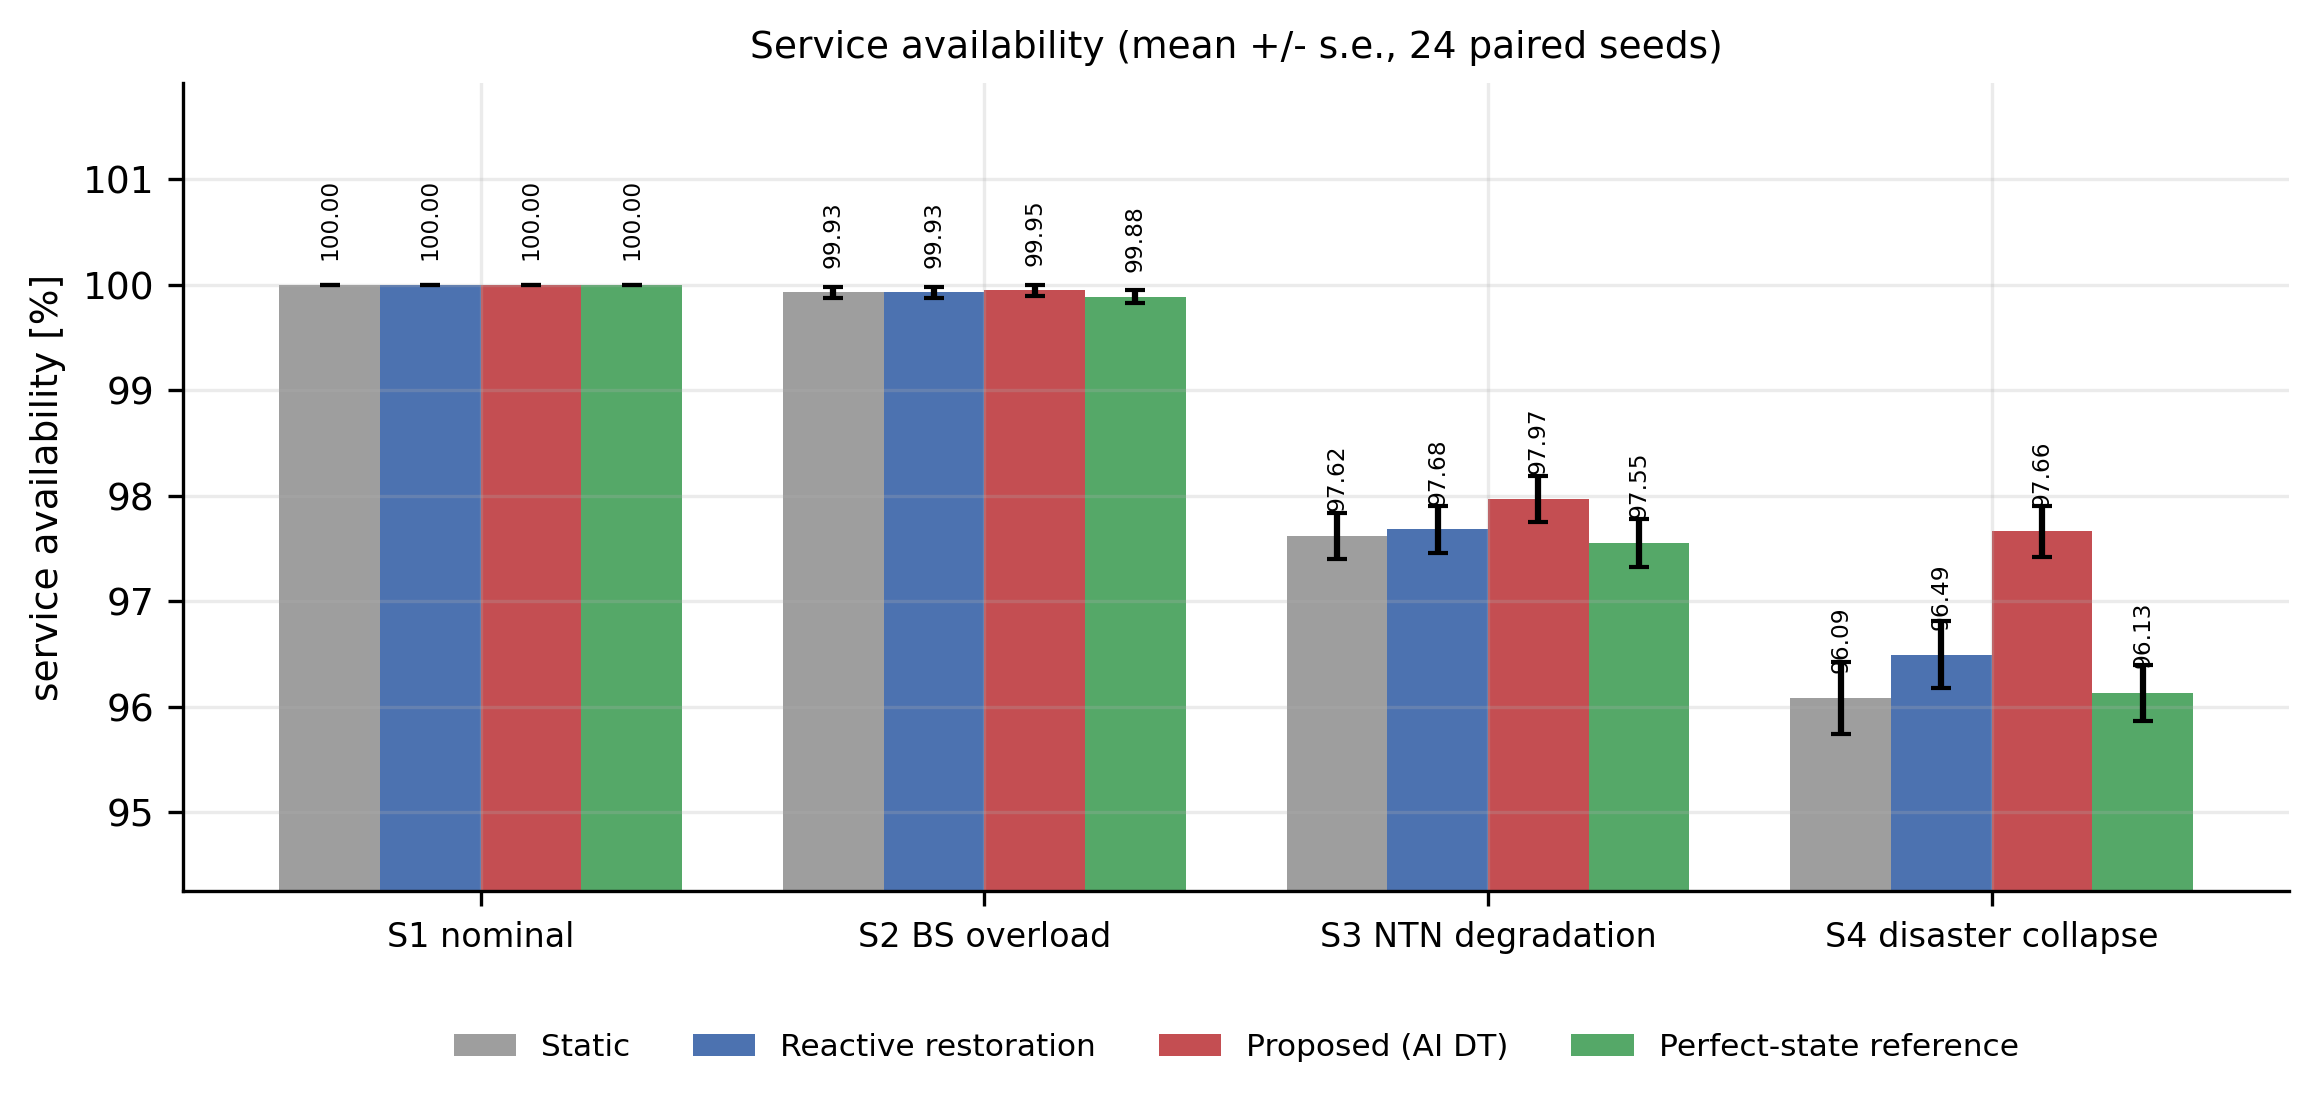 Service availability (mean +/- s.e., 24 paired seeds)
service availability [%]
101
100
99
98
97
96
95
100.00
100.00
100.00
100.00
99.93
99.93
99.95
99.88
97.62
97.68
97.97
97.55
96.09
96.49
97.66
96.13
S1 nominal
S2 BS overload
S3 NTN degradation
S4 disaster collapse
Static
Reactive restoration
Proposed (AI DT)
Perfect-state reference